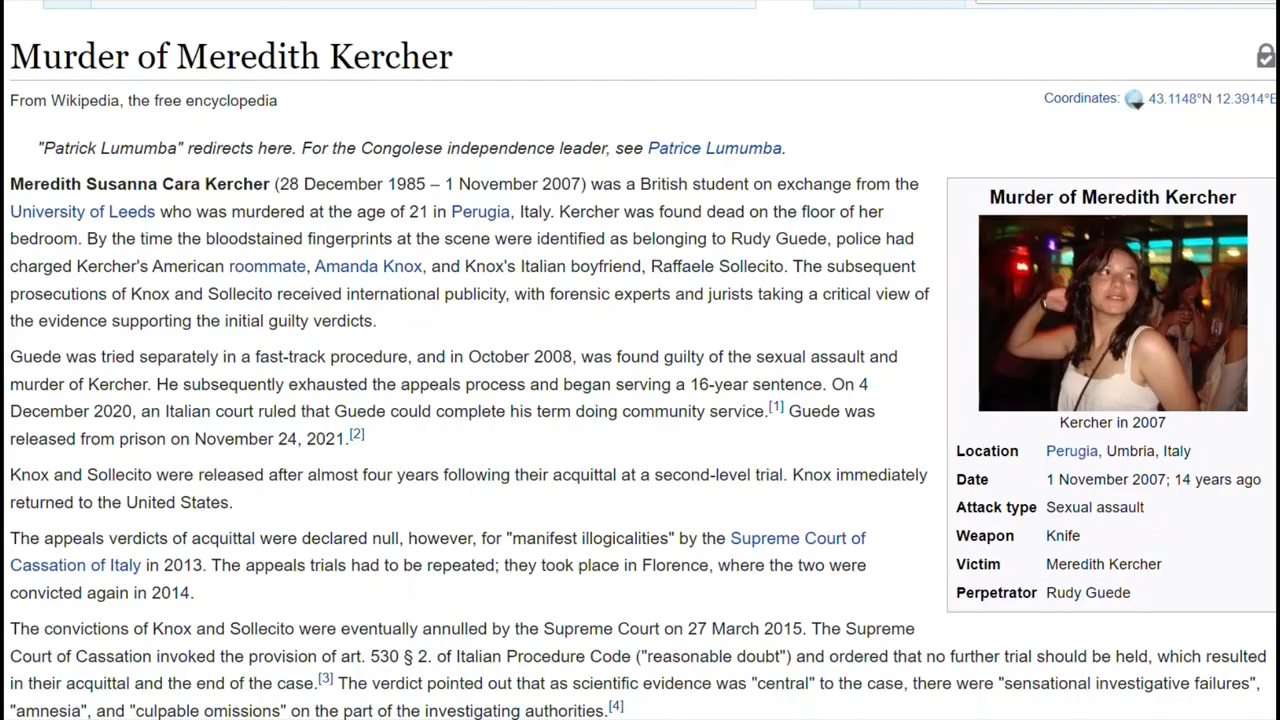 Murder of Meredith Kercher
From Wikipedia, the free encyclopedia
Coordinates: 43.1148°N 12.3914°E
"Patrick Lumumba" redirects here. For the Congolese independence leader, see Patrice Lumumba.
Meredith Susanna Cara Kercher (28 December 1985 – 1 November 2007) was a British student on exchange from the
University of Leeds who was murdered at the age of 21 in Perugia, Italy. Kercher was found dead on the floor of her
bedroom. By the time the bloodstained fingerprints at the scene were identified as belonging to Rudy Guede, police had
charged Kercher's American roommate, Amanda Knox, and Knox's Italian boyfriend, Raffaele Sollecito. The subsequent
prosecutions of Knox and Sollecito received international publicity, with forensic experts and jurists taking a critical view of
the evidence supporting the initial guilty verdicts.
Guede was tried separately in a fast-track procedure, and in October 2008, was found guilty of the sexual assault and
murder of Kercher. He subsequently exhausted the appeals process and began serving a 16-year sentence. On 4
December 2020, an Italian court ruled that Guede could complete his term doing community service.[1] Guede was
released from prison on November 24, 2021.[2]
Knox and Sollecito were released after almost four years following their acquittal at a second-level trial. Knox immediately
returned to the United States.
The appeals verdicts of acquittal were declared null, however, for "manifest illogicalities" by the Supreme Court of
Cassation of Italy in 2013. The appeals trials had to be repeated; they took place in Florence, where the two were
convicted again in 2014.
The convictions of Knox and Sollecito were eventually annulled by the Supreme Court on 27 March 2015. The Supreme
Court of Cassation invoked the provision of art. 530 § 2. of Italian Procedure Code ("reasonable doubt") and ordered that no further trial should be held, which resulted
in their acquittal and the end of the case.[3] The verdict pointed out that as scientific evidence was "central" to the case, there were "sensational investigative failures",
"amnesia", and "culpable omissions" on the part of the investigating authorities.[4]
Murder of Meredith Kercher
Kercher in 2007
Location Perugia, Umbria, Italy
Date 1 November 2007; 14 years ago
Attack type Sexual assault
Weapon Knife
Victim Meredith Kercher
Perpetrator Rudy Guede